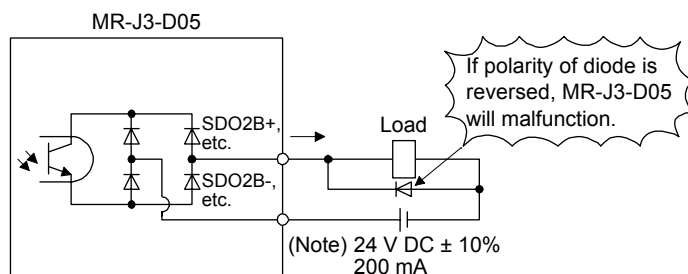 MR-J3-D05
If polarity of diode is
reversed, MR-J3-D05
will malfunction.
Load
SDO2B+,
etc.
SDO2B-,
etc.
(Note) 24 V DC ± 10%
200 mA